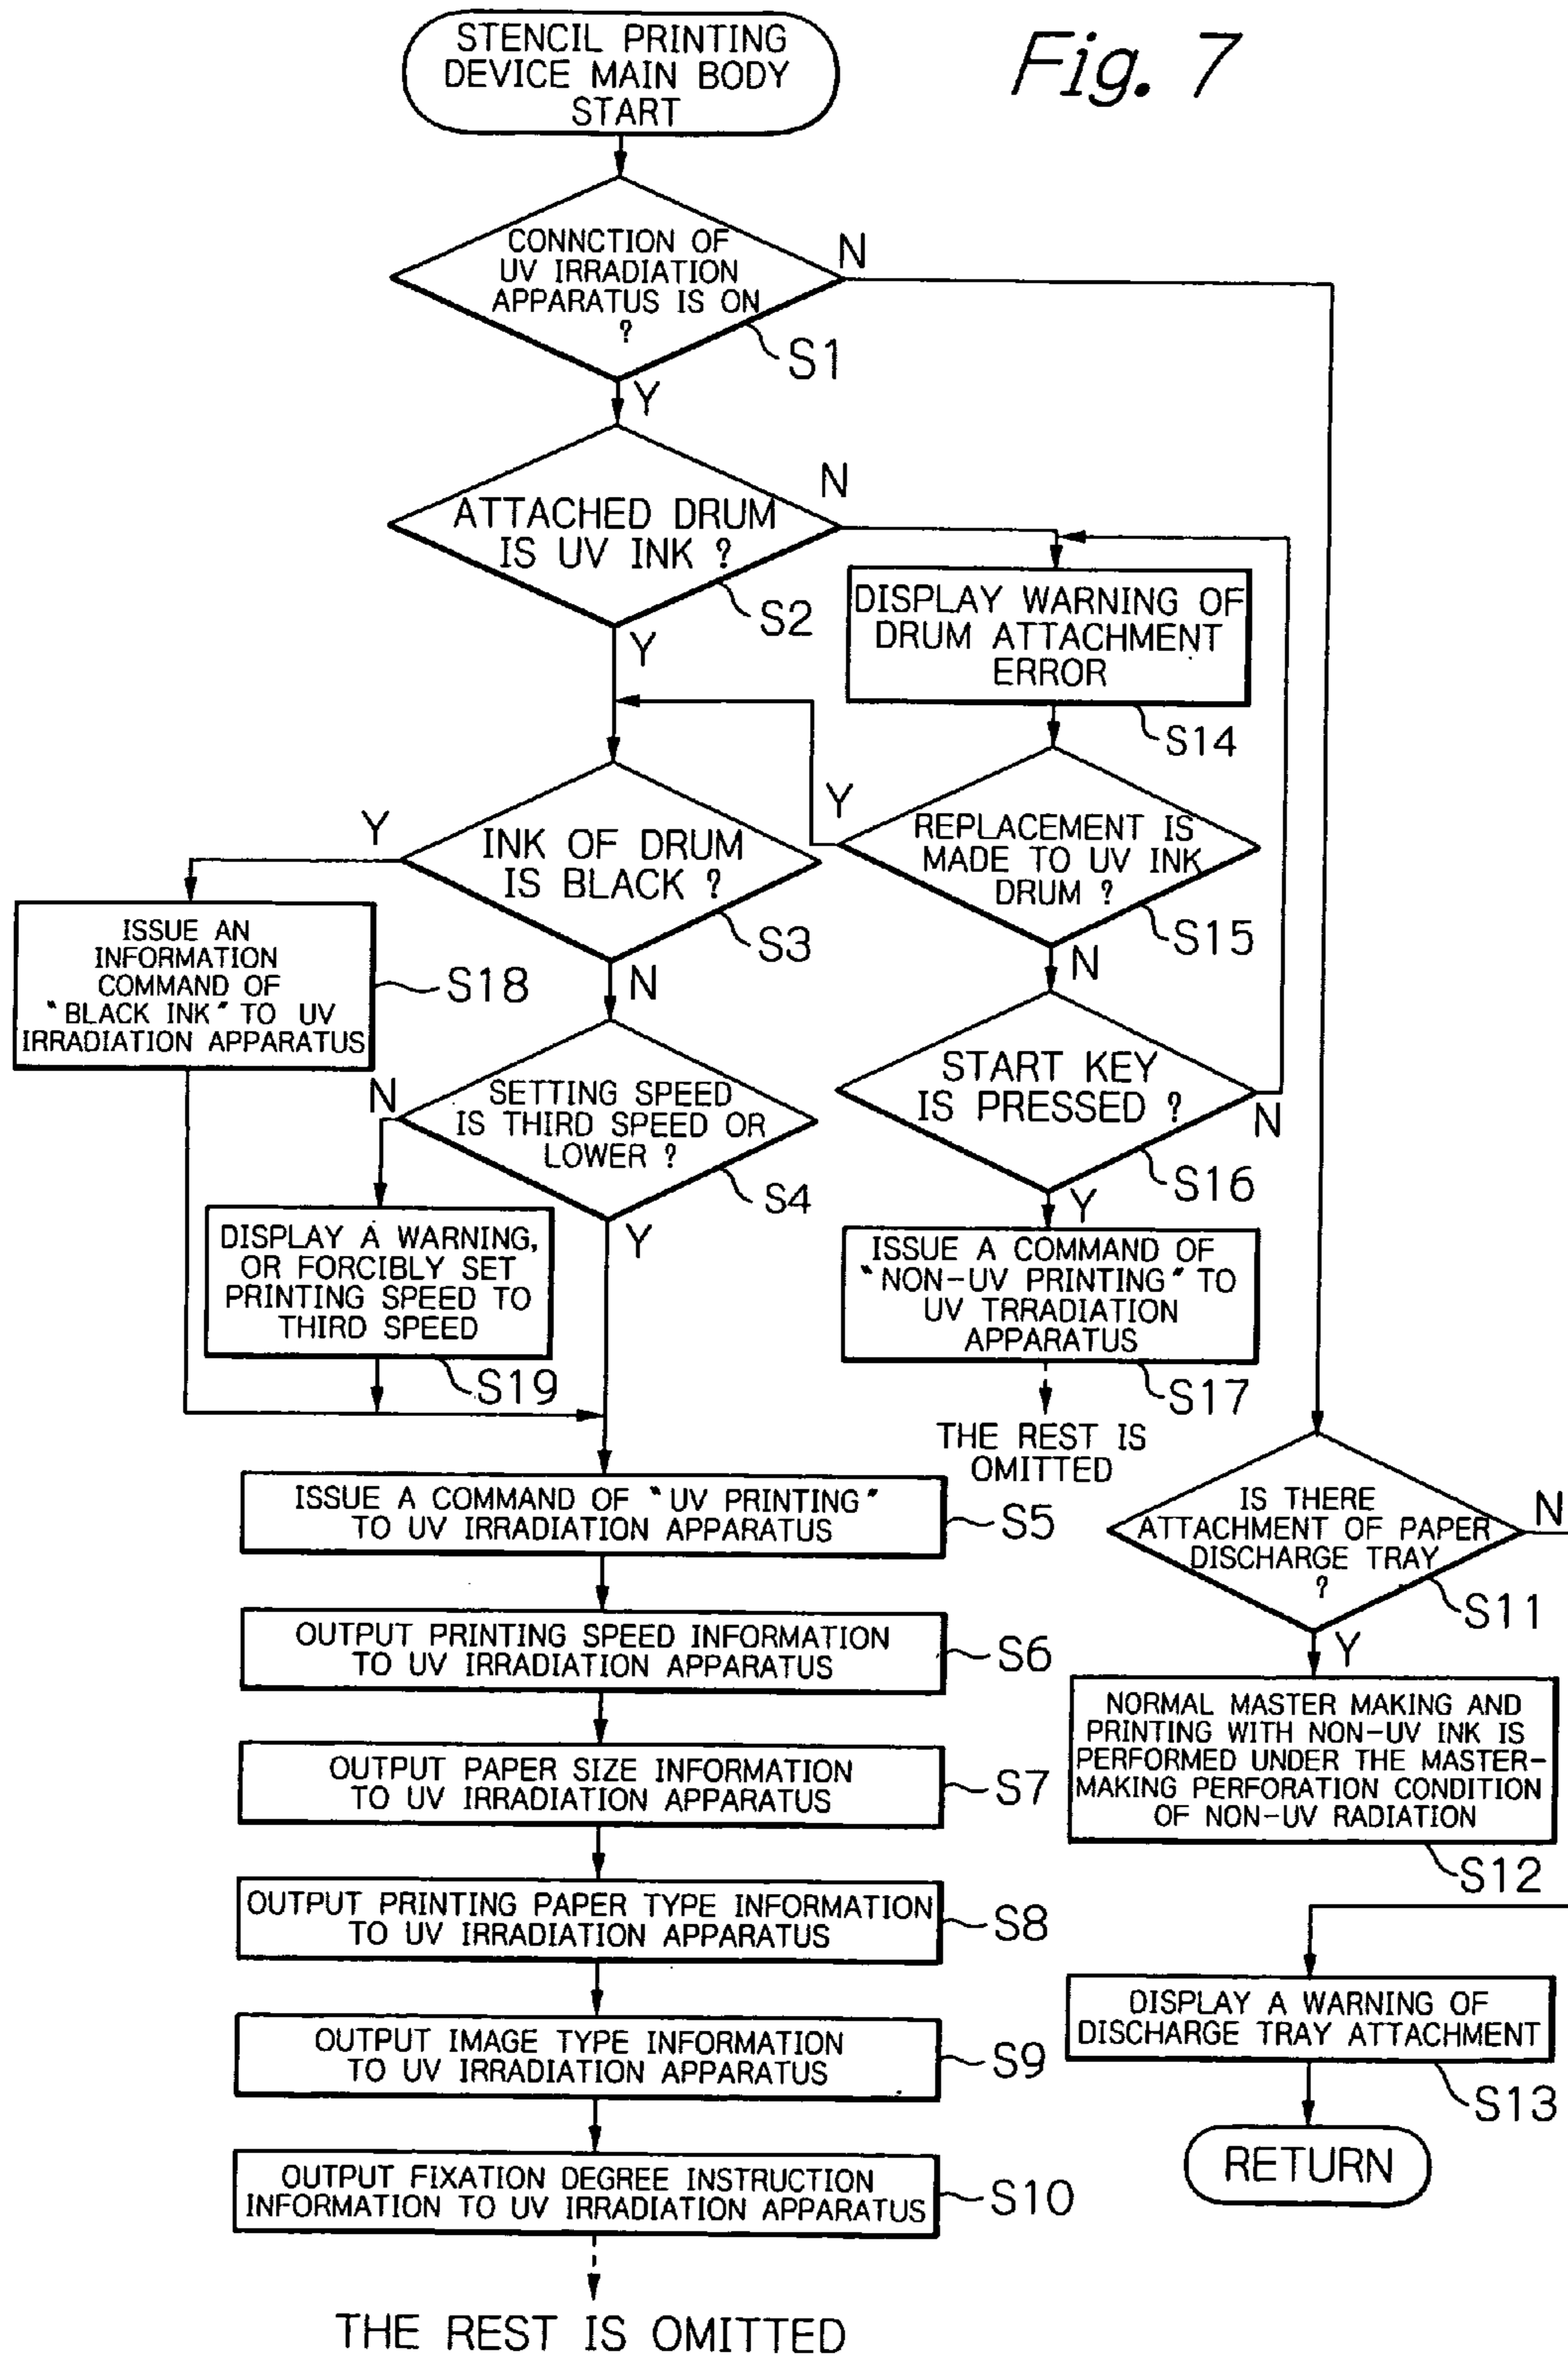 Fig. 7
STENCIL PRINTING
DEVICE MAIN BODY
START
CONNCTION OF
UV IRRADIATION
APPARATUS IS ON
?
N
S1
Y
ATTACHED DRUM
IS UV INK ?
N
S2
Y
DISPLAY WARNING OF
DRUM ATTACHMENT
ERROR
S14
INK OF DRUM
IS BLACK ?
Y
S3
N
REPLACEMENT IS
MADE TO UV INK
DRUM ?
Y
S15
N
ISSUE AN
INFORMATION
COMMAND OF
"BLACK INK" TO UV
IRRADIATION APPARATUS
S18
SETTING SPEED
IS THIRD SPEED OR
LOWER ?
N
S4
Y
START KEY
IS PRESSED ?
N
S16
Y
DISPLAY A WARNING,
OR FORCIBLY SET
PRINTING SPEED TO
THIRD SPEED
S19
ISSUE A COMMAND OF
"NON-UV PRINTING" TO
UV TRRADIATION
APPARATUS
S17
THE REST IS
OMITTED
ISSUE A COMMAND OF "UV PRINTING"
TO UV IRRADIATION APPARATUS
S5
OUTPUT PRINTING SPEED INFORMATION
TO UV IRRADIATION APPARATUS
S6
OUTPUT PAPER SIZE INFORMATION
TO UV IRRADIATION APPARATUS
S7
OUTPUT PRINTING PAPER TYPE INFORMATION
TO UV IRRADIATION APPARATUS
S8
OUTPUT IMAGE TYPE INFORMATION
TO UV IRRADIATION APPARATUS
S9
OUTPUT FIXATION DEGREE INSTRUCTION
INFORMATION TO UV IRRADIATION APPARATUS
S10
THE REST IS OMITTED
IS THERE
ATTACHMENT OF PAPER
DISCHARGE TRAY
?
N
S11
Y
NORMAL MASTER MAKING AND
PRINTING WITH NON-UV INK IS
PERFORMED UNDER THE MASTER-
MAKING PERFORATION CONDITION
OF NON-UV RADIATION
S12
DISPLAY A WARNING OF
DISCHARGE TRAY ATTACHMENT
S13
RETURN